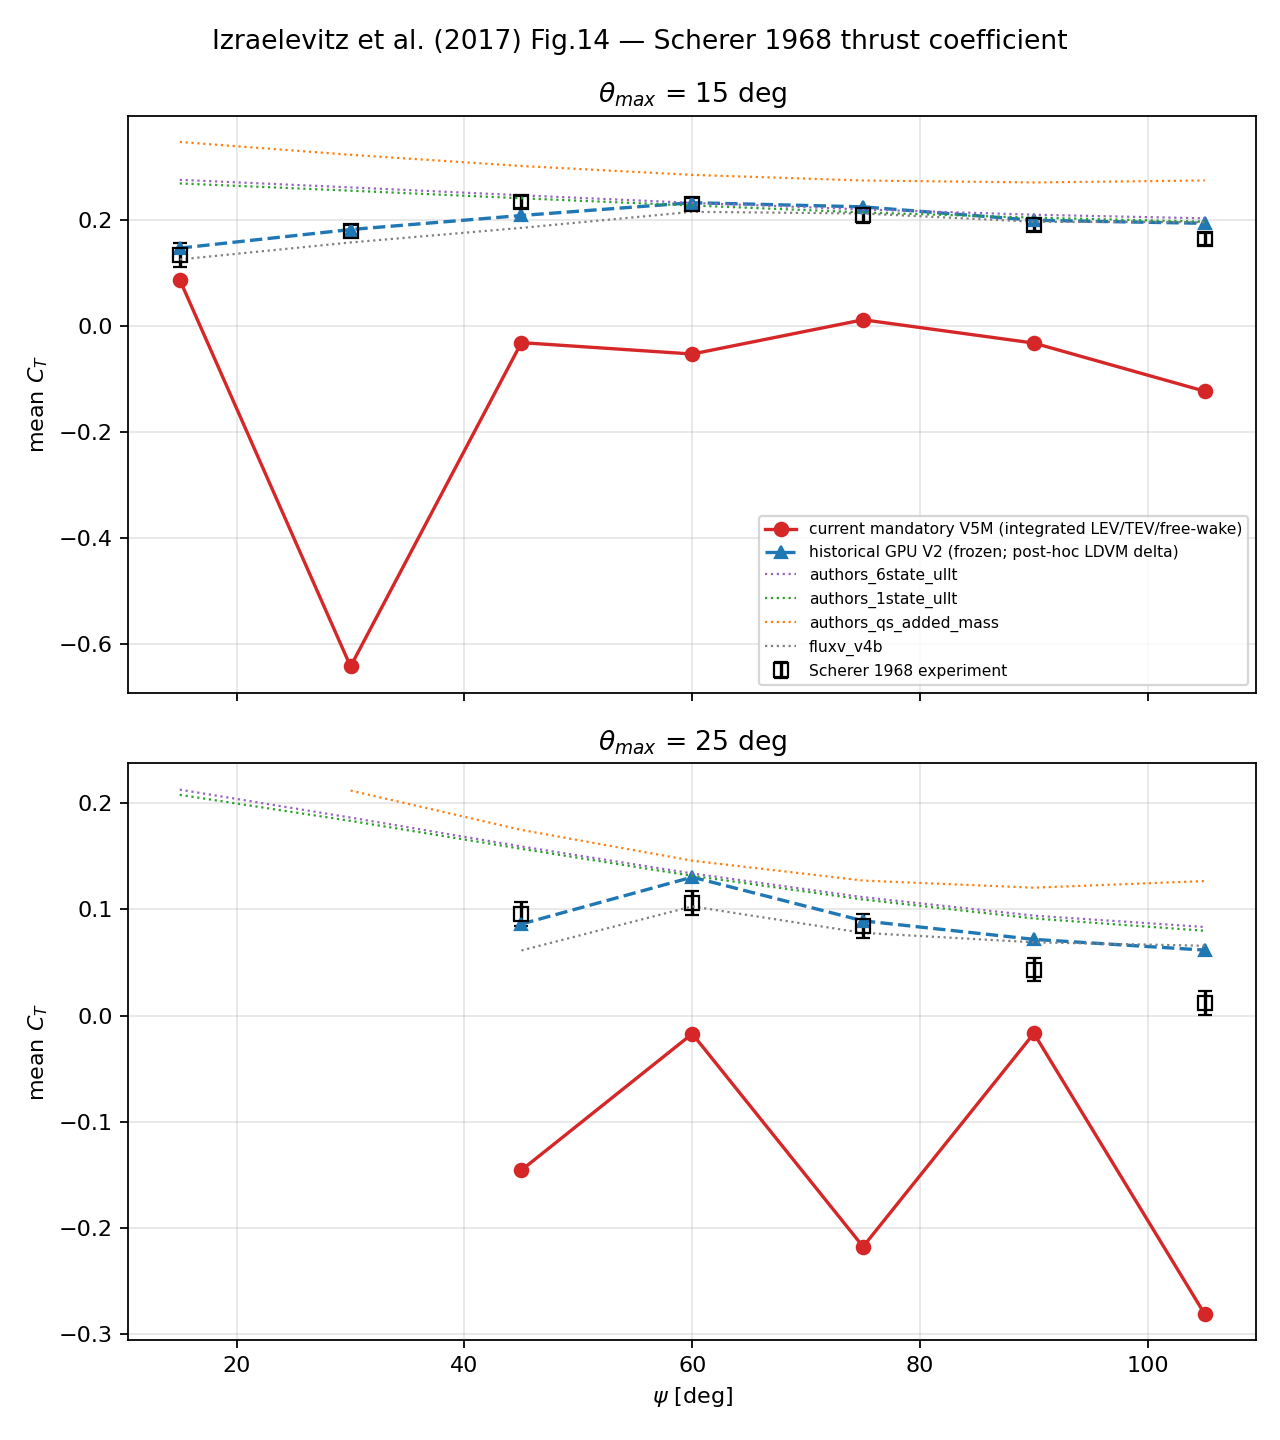 Izraelevitz et al. (2017) Fig.14 — Scherer 1968 thrust coefficient
θmax = 15 deg
0.2
0.0
−0.2
−0.4
−0.6
mean CT
current mandatory V5M (integrated LEV/TEV/free-wake)
historical GPU V2 (frozen; post-hoc LDVM delta)
authors_6state_ullt
authors_1state_ullt
authors_qs_added_mass
fluxv_v4b
Scherer 1968 experiment
θmax = 25 deg
0.2
0.1
0.0
−0.1
−0.2
−0.3
mean CT
20 40 60 80 100
ψ [deg]